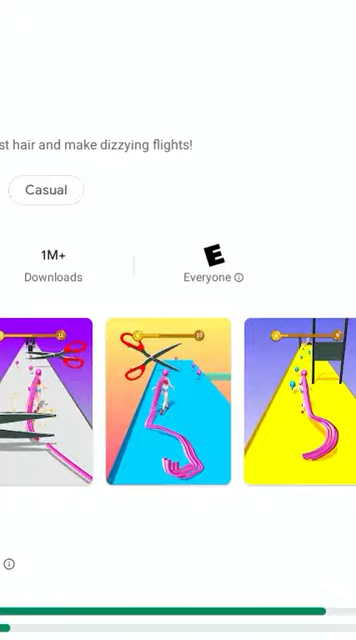 st hair and make dizzying flights!
Casual
1M+
E
Downloads
Everyone